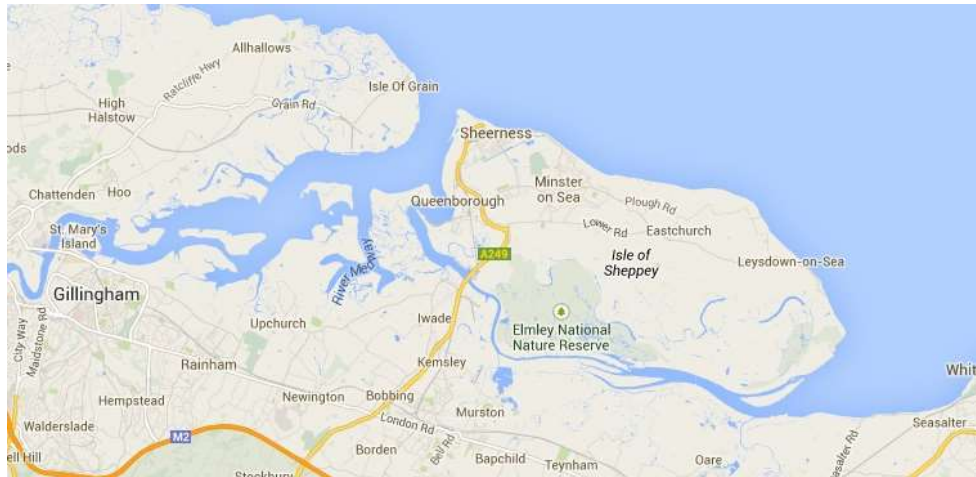 Allhallows
Ratcliffe Hwy
Isle Of Grain
High
Halstow
Grain Rd
Sheerness
ods
Chattenden
Hoo
Minster
on Sea
Queenborough
Plough Rd
St. Mary's
Island
Lower Rd
Eastchurch
A249
Isle of
Sheppey
Leysdown-on-Sea
River Medway
Gillingham
Iwade
Upchurch
Elmley National
Nature Reserve
City Way
Maidstone Rd
Rainham
Kemsley
Whit
Hempstead
Newington
Bobbing
Murston
Walderslade
M2
London Rd
Seasalter
ell Hill
Borden
Bell Rd
Bapchild
Teynham
Oare
easalter Rd
Stockbury